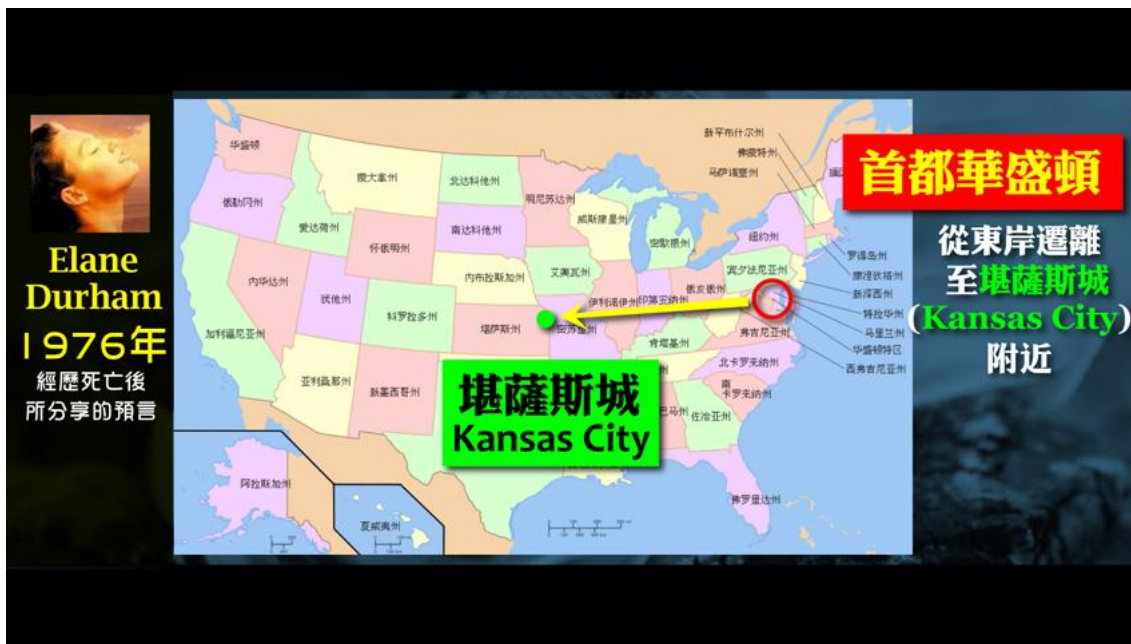 Elane
Durham
1976年
經歷死亡後
所分享的預言
首都華盛頓
從東岸遷離
至堪薩斯城
(Kansas City)
附近
堪薩斯城
Kansas City
华盛顿
俄勒冈州
加利福尼亚州
内华达州
爱达荷州
蒙大拿州
怀俄明州
犹他州
亚利桑那州
科罗拉多州
新墨西哥州
北达科他州
南达科他州
内布拉斯加州
堪萨斯州
明尼苏达州
艾奥瓦州
威斯康星州
伊利诺伊州
密歇根州
印第安纳州
俄亥俄州
肯塔基州
宾夕法尼亚州
纽约州
新罕布什尔州
佛蒙特州
马萨诸塞州
罗得岛州
康涅狄格州
新泽西州
特拉华州
马里兰州
华盛顿特区
西弗吉尼亚州
弗吉尼亚州
北卡罗来纳州
南
卡罗来纳州
佐治亚州
佛罗里达州
阿拉斯加州
夏威夷州